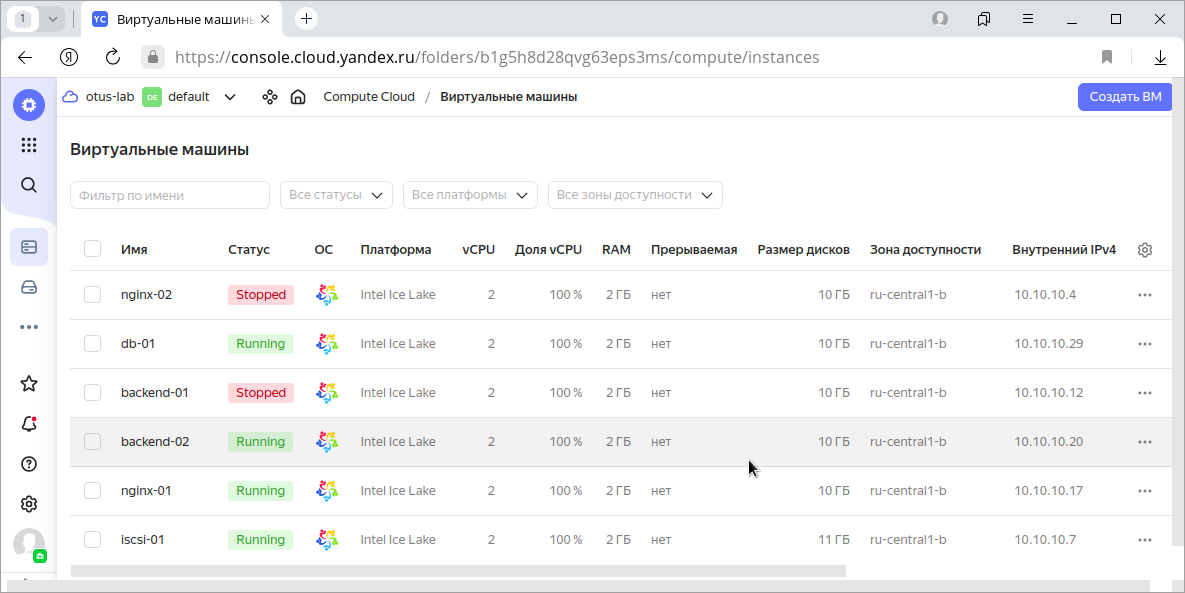 1 YC Виртуальные машины
https://console.cloud.yandex.ru/folders/b1g5h8d28qvg63eps3ms/compute/instances
otus-lab DE default Compute Cloud / Виртуальные машины Создать ВМ
Виртуальные машины
Фильтр по имени Все статусы Все платформы Все зоны доступности
Имя Статус ОС Платформа vCPU Доля vCPU RAM Прерываемая Размер дисков Зона доступности Внутренний IPv4
nginx-02 Stopped Intel Ice Lake 2 100 % 2 ГБ нет 10 ГБ ru-central1-b 10.10.10.4
db-01 Running Intel Ice Lake 2 100 % 2 ГБ нет 10 ГБ ru-central1-b 10.10.10.29
backend-01 Stopped Intel Ice Lake 2 100 % 2 ГБ нет 10 ГБ ru-central1-b 10.10.10.12
backend-02 Running Intel Ice Lake 2 100 % 2 ГБ нет 10 ГБ ru-central1-b 10.10.10.20
nginx-01 Running Intel Ice Lake 2 100 % 2 ГБ нет 10 ГБ ru-central1-b 10.10.10.17
iscsi-01 Running Intel Ice Lake 2 100 % 2 ГБ нет 11 ГБ ru-central1-b 10.10.10.7